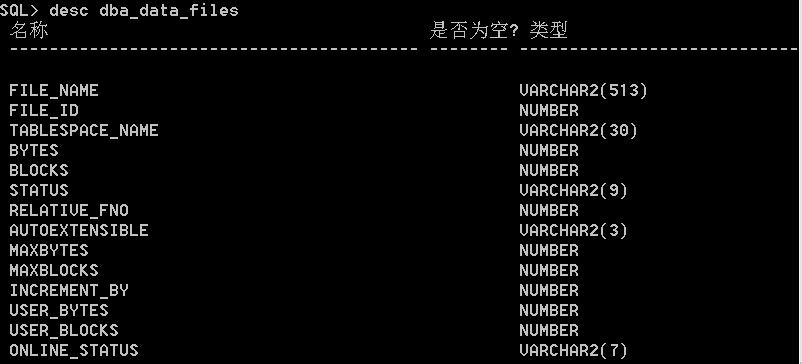 SQL> desc dba_data_files
名称 是否为空? 类型
----------------------------------------- -------- ----------------------------
FILE_NAME VARCHAR2(513)
FILE_ID NUMBER
TABLESPACE_NAME VARCHAR2(30)
BYTES NUMBER
BLOCKS NUMBER
STATUS VARCHAR2(9)
RELATIVE_FNO NUMBER
AUTOEXTENSIBLE VARCHAR2(3)
MAXBYTES NUMBER
MAXBLOCKS NUMBER
INCREMENT_BY NUMBER
USER_BYTES NUMBER
USER_BLOCKS NUMBER
ONLINE_STATUS VARCHAR2(7)